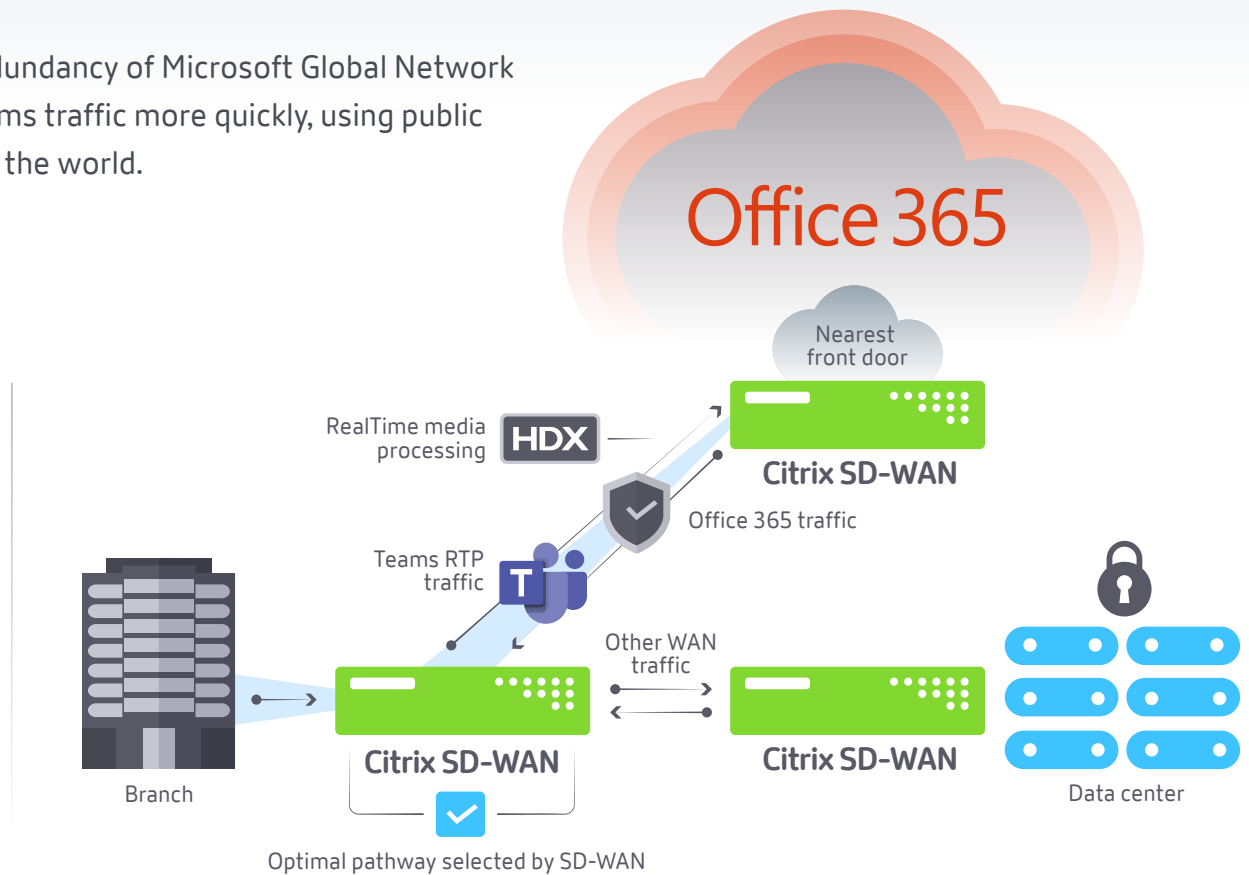 of Microsoft Global Network
traffic more quickly, using public
the world.
Office 365
Nearest
front door
RealTime media
processing
HDX
Citrix SD-WAN
Office 365 traffic
Teams RTP
traffic
T
Other WAN
traffic
Citrix SD-WAN
Citrix SD-WAN
Branch
Data center
Optimal pathway selected by SD-WAN